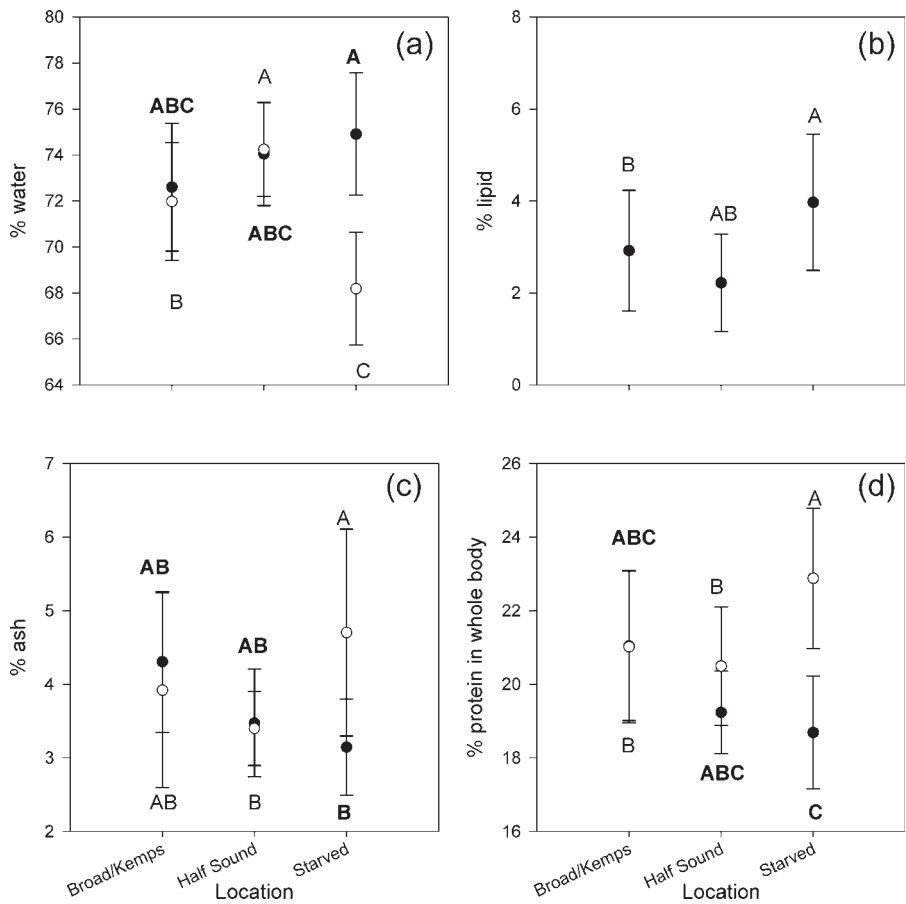 (a)
80
78
76
74
72
70
68
66
64
% water
ABC
B
A
ABC
A
C
(b)
8
6
4
2
0
% lipid
B
AB
A
(c)
7
6
5
4
3
2
% ash
AB
AB
AB
B
A
B
Broad/Kemps
Half Sound
Starved
Location
(d)
26
24
22
20
18
16
% protein in whole body
ABC
B
B
ABC
A
C
Broad/Kemps
Half Sound
Starved
Location